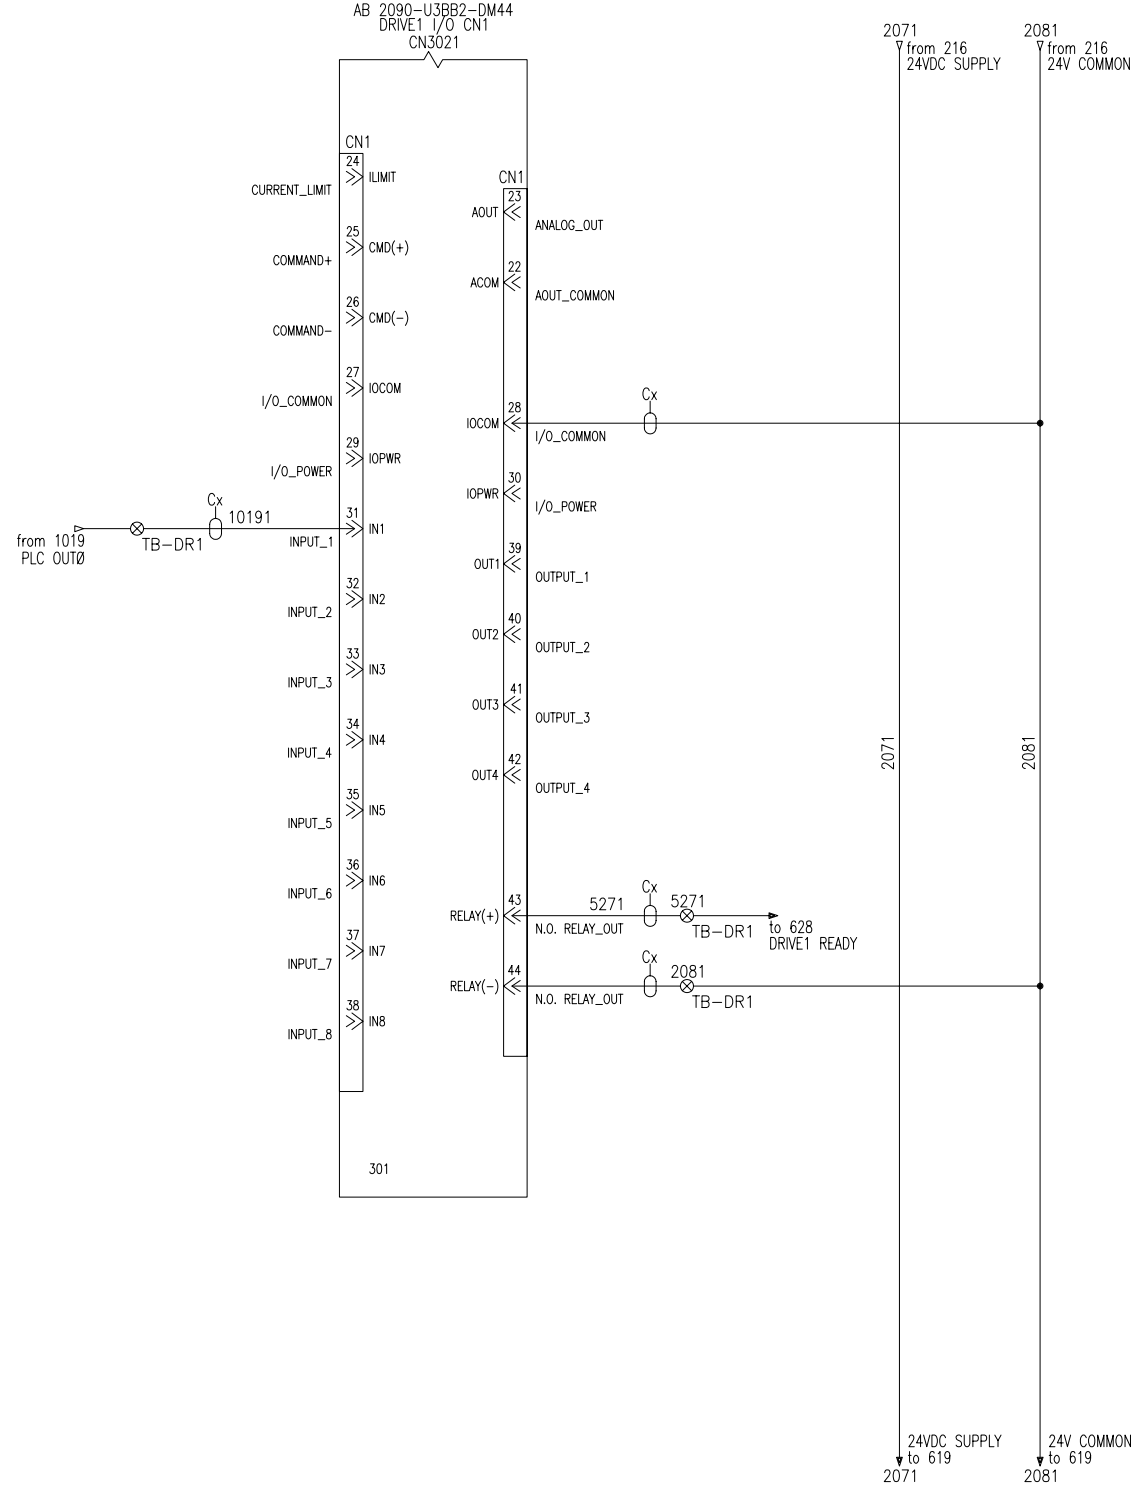 AB 2090-U3BB2-DM44
DRIVE1 I/O CN1
CN3021
2071
from 216
24VDC SUPPLY
2081
from 216
24V COMMON
CN1
24
ILIMIT
CURRENT_LIMIT
25
CMD(+)
COMMAND+
26
CMD(-)
COMMAND-
27
IOCOM
I/O_COMMON
29
IOPWR
I/O_POWER
31
IN1
INPUT_1
Cx
10191
from 1019
PLC OUTØ
TB-DR1
32
IN2
INPUT_2
33
IN3
INPUT_3
34
IN4
INPUT_4
35
IN5
INPUT_5
36
IN6
INPUT_6
37
IN7
INPUT_7
38
IN8
INPUT_8
CN1
23
AOUT
ANALOG_OUT
22
ACOM
AOUT_COMMON
28
IOCOM
I/O_COMMON
Cx
30
IOPWR
I/O_POWER
39
OUT1
OUTPUT_1
40
OUT2
OUTPUT_2
41
OUT3
OUTPUT_3
42
OUT4
OUTPUT_4
43
RELAY(+)
N.O. RELAY_OUT
5271
Cx
5271
TB-DR1
to 628
DRIVE1 READY
44
RELAY(-)
N.O. RELAY_OUT
Cx
2081
TB-DR1
2071
2081
301
24VDC SUPPLY
to 619
2071
24V COMMON
to 619
2081